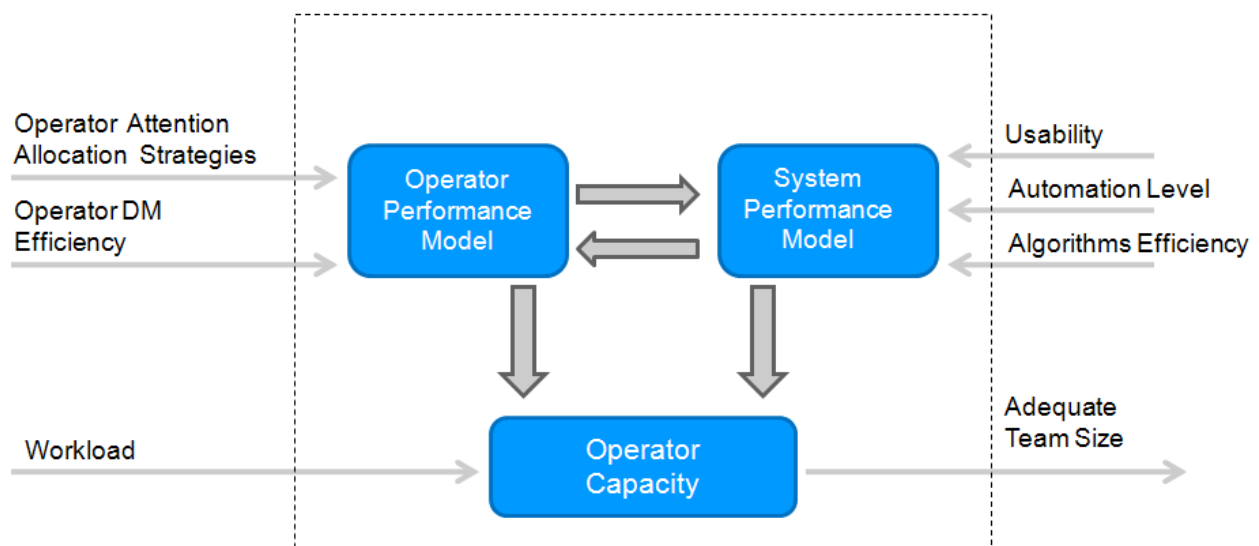 Operator Attention
Allocation Strategies
Operator DM
Efficiency
Workload
Operator
Performance
Model
System
Performance
Model
Operator
Capacity
Usability
Automation Level
Algorithms Efficiency
Adequate
Team Size